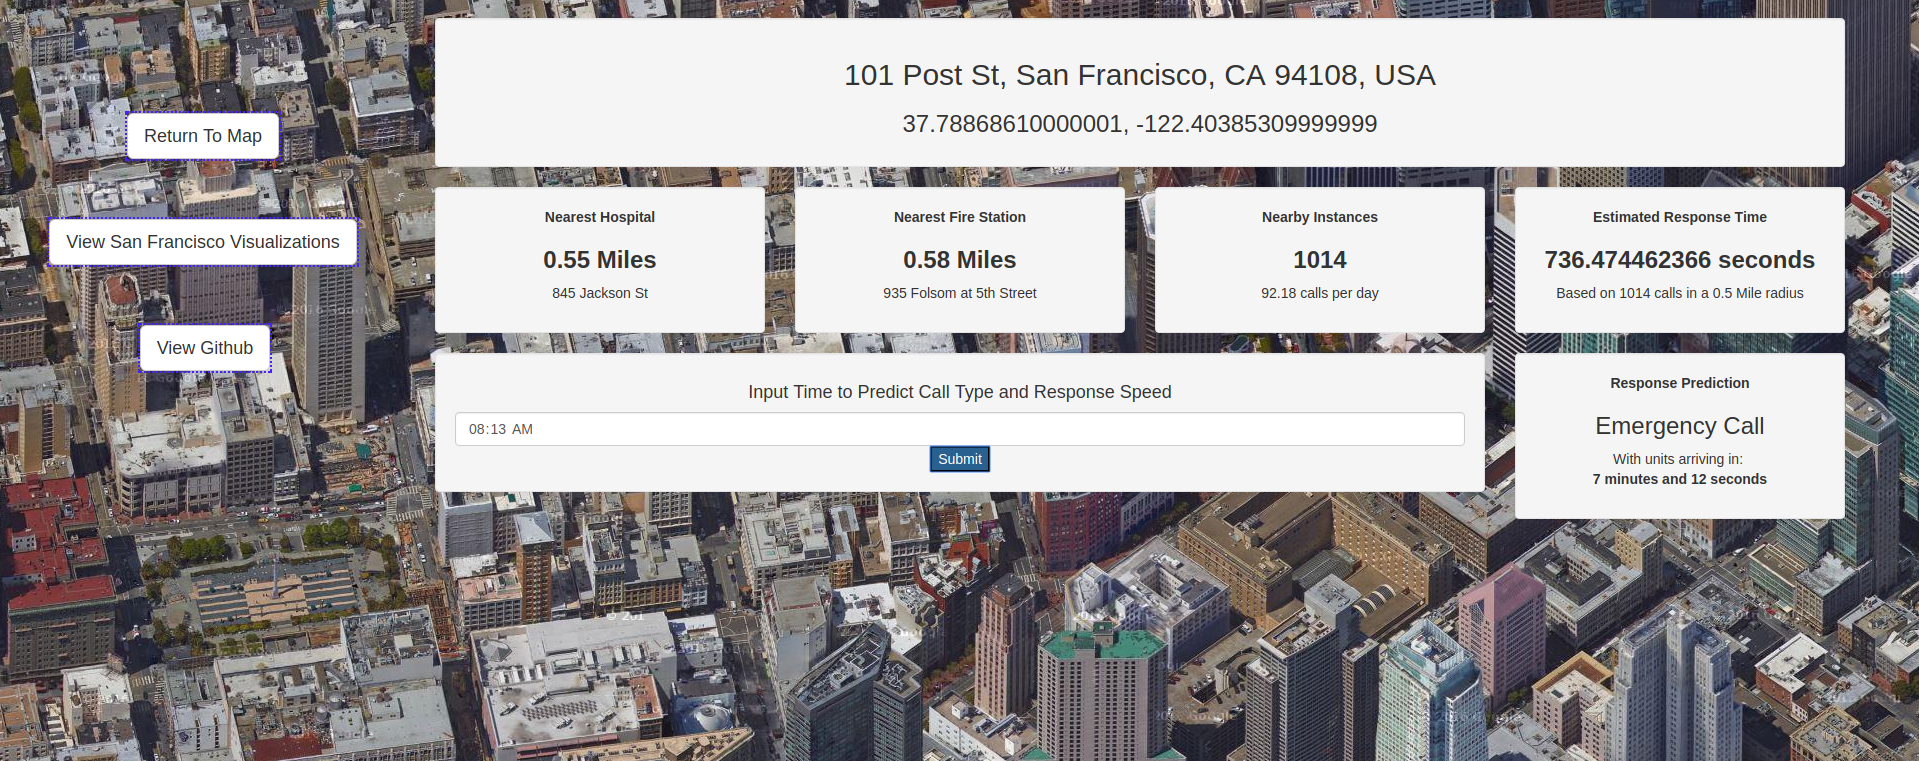 Return To Map
View San Francisco Visualizations
View Github
101 Post St, San Francisco, CA 94108, USA
37.78868610000001, -122.40385309999999
Nearest Hospital
0.55 Miles
845 Jackson St
Nearest Fire Station
0.58 Miles
935 Folsom at 5th Street
Nearby Instances
1014
92.18 calls per day
Estimated Response Time
736.474462366 seconds
Based on 1014 calls in a 0.5 Mile radius
Input Time to Predict Call Type and Response Speed
08:13 AM
Submit
Response Prediction
Emergency Call
With units arriving in:
7 minutes and 12 seconds